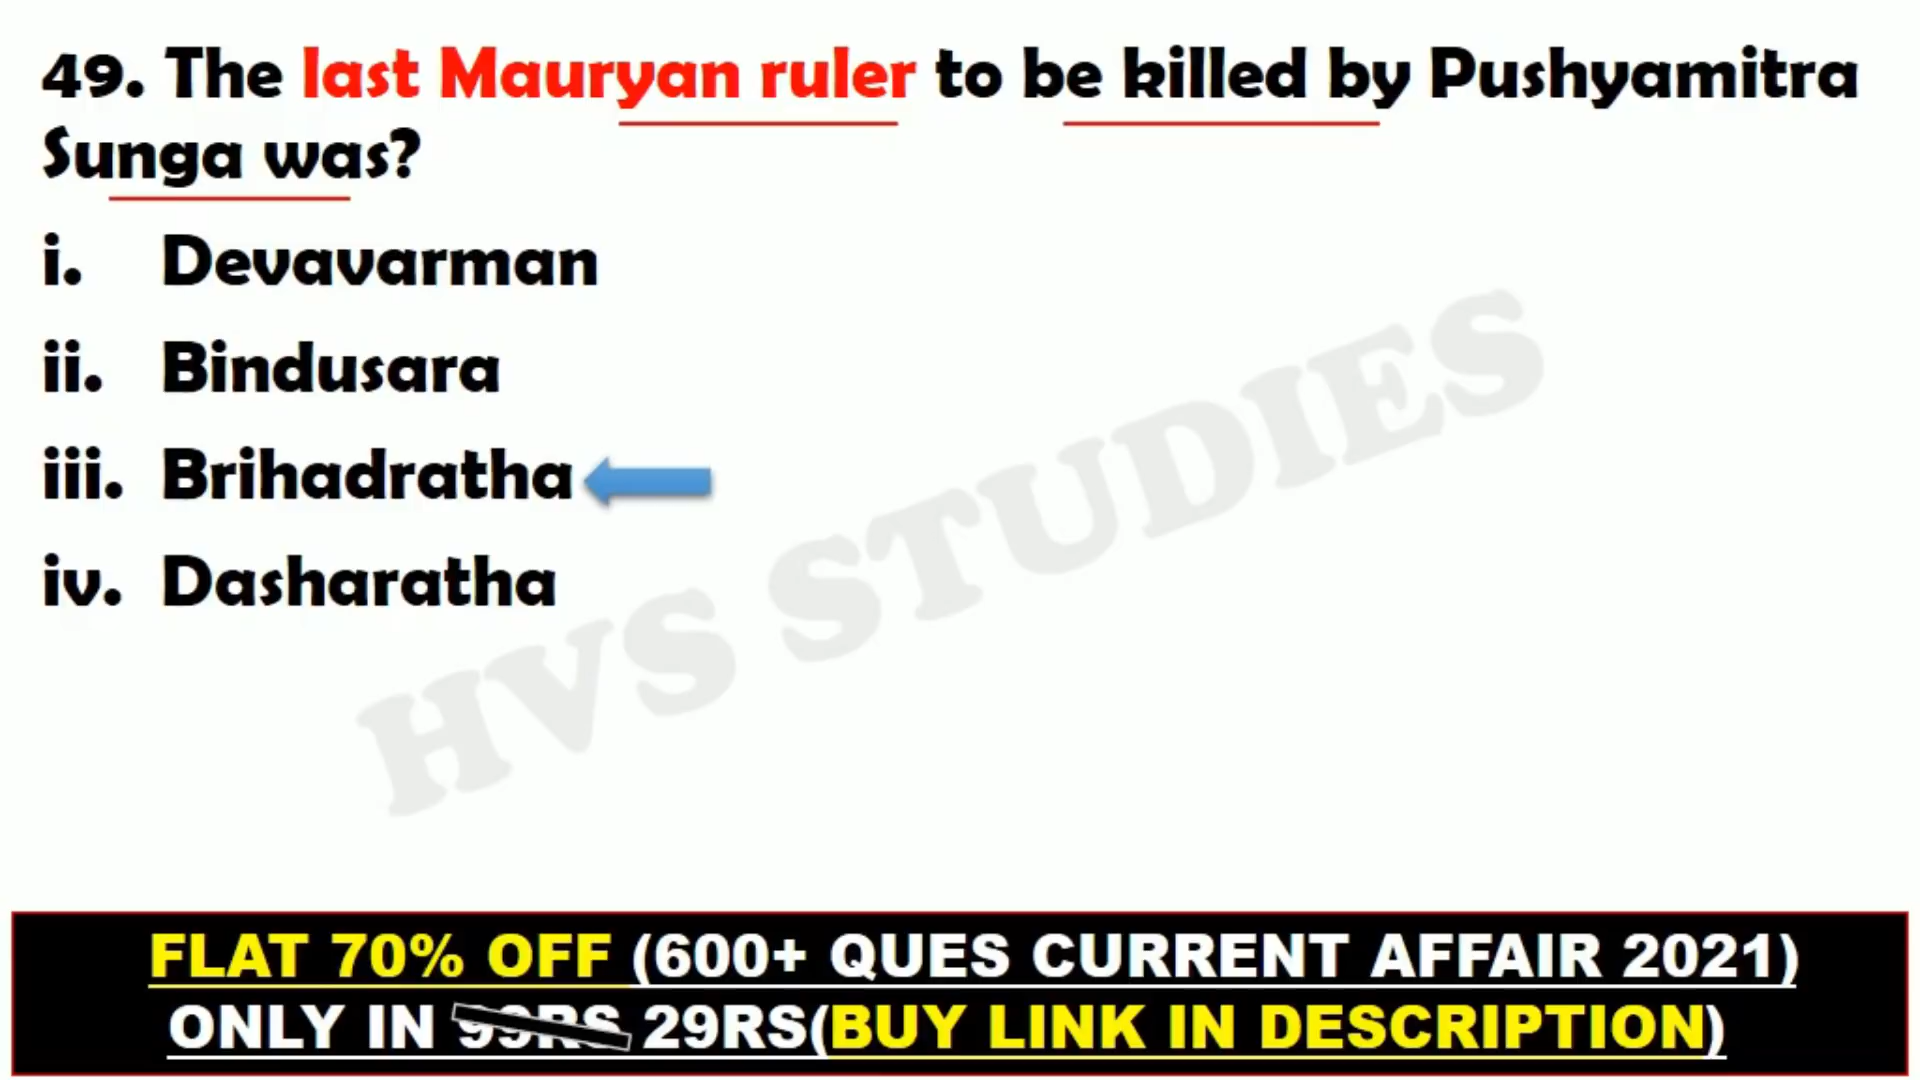 49. The last Mauryan ruler to be killed by Pushyamitra
Sunga was?
i. Devavarman
ii. Bindusara
iii. Brihadratha
iv. Dasharatha
HVS STUDIES
FLAT 70% OFF (600+ QUES CURRENT AFFAIR 2021)
ONLY IN 99RS 29RS(BUY LINK IN DESCRIPTION)